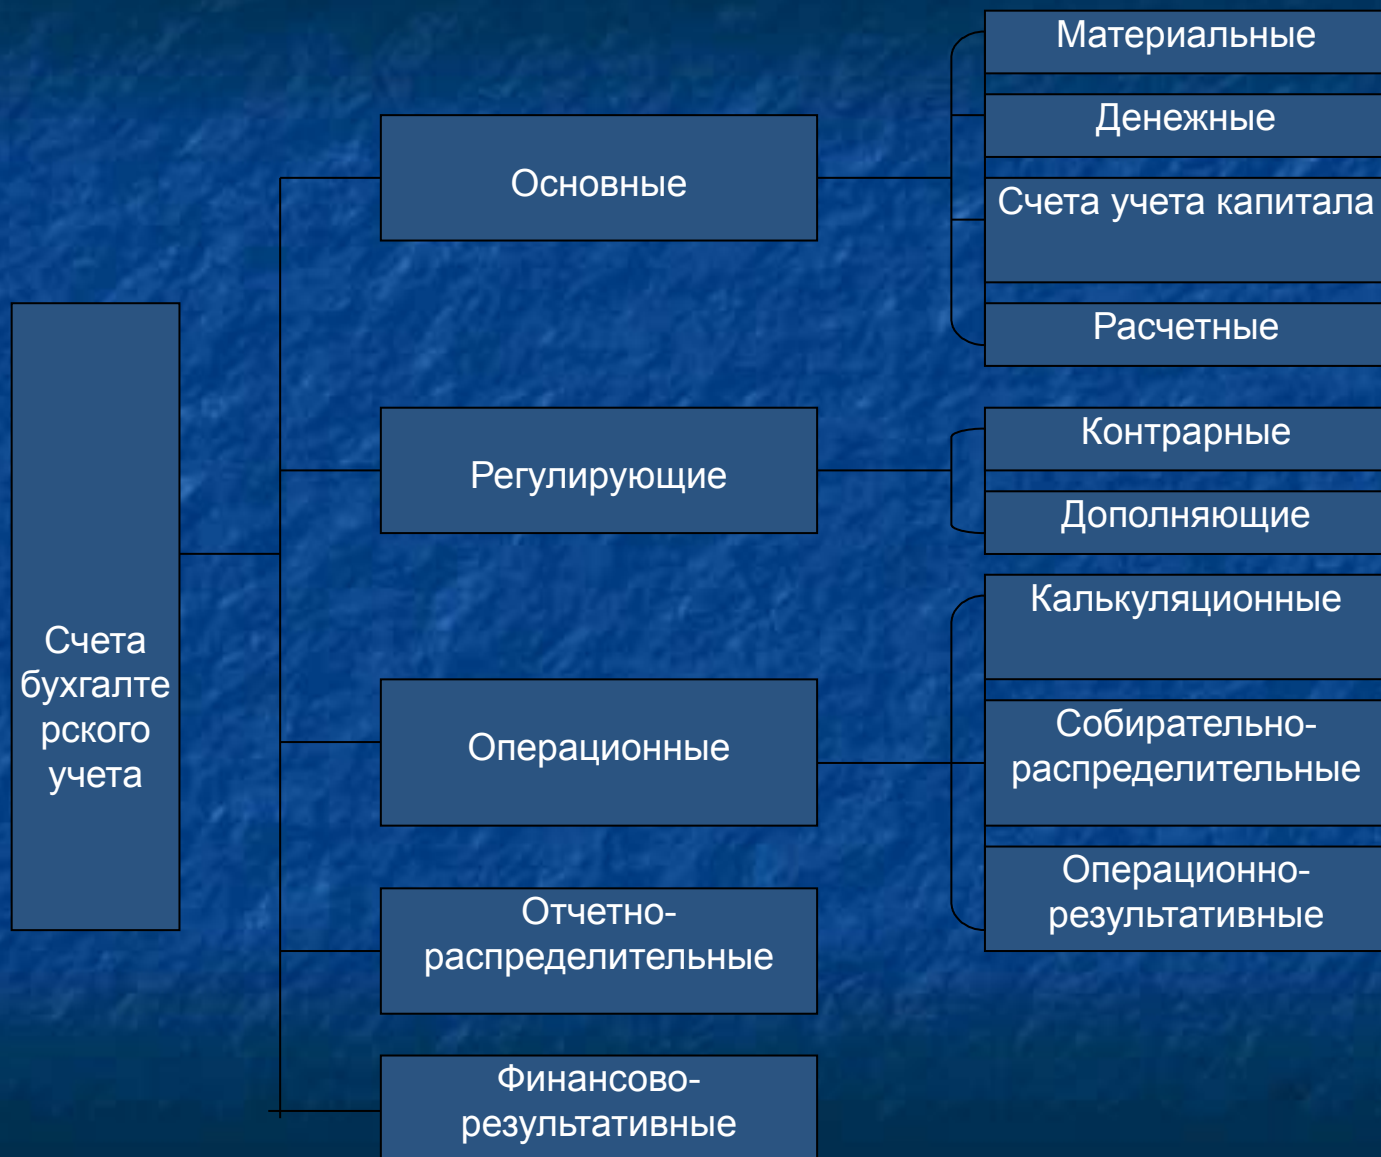 Счета
бухгалте
рского
учета
Основные
Материальные
Денежные
Счета учета капитала
Расчетные
Регулирующие
Контрарные
Дополняющие
Операционные
Калькуляционные
Собирательно-
распределительные
Операционно-
результативные
Отчетно-
распределительные
Финансово-
результативные